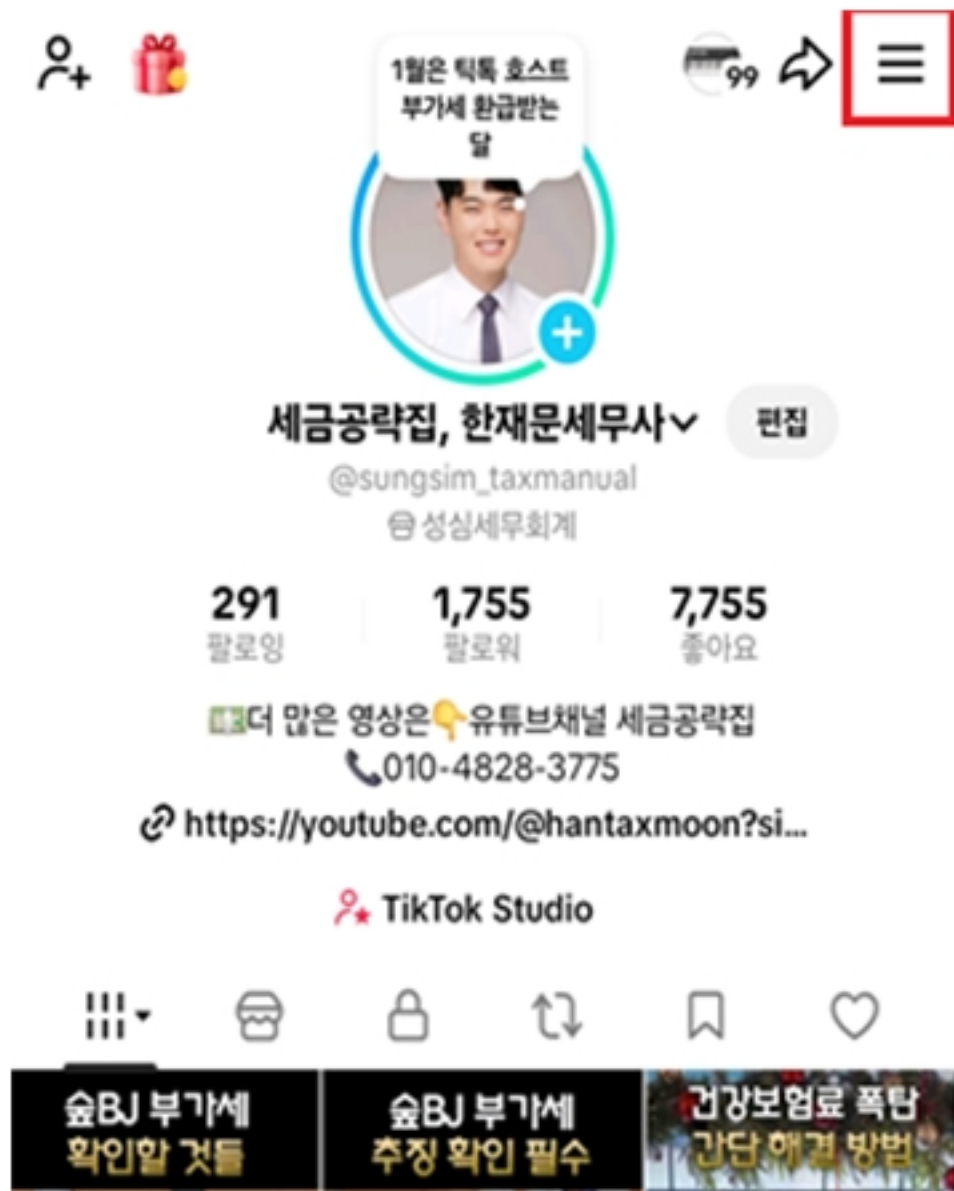 1월은 틱톡 호스트
부가세 환급받는
달
99
세금공략집, 한재문세무사
편집
@sungsim_taxmanual
성심세무회계
291
1,755
7,755
팔로잉
팔로워
좋아요
더 많은 영상은👇유튜브채널 세금공략집
📞010-4828-3775
https://youtube.com/@hantaxmoon?si...
TikTok Studio
숲BJ 부가세
확인할 것들
숲BJ 부가세
추징 확인 필수
건강보험료 폭탄
간단 해결 방법